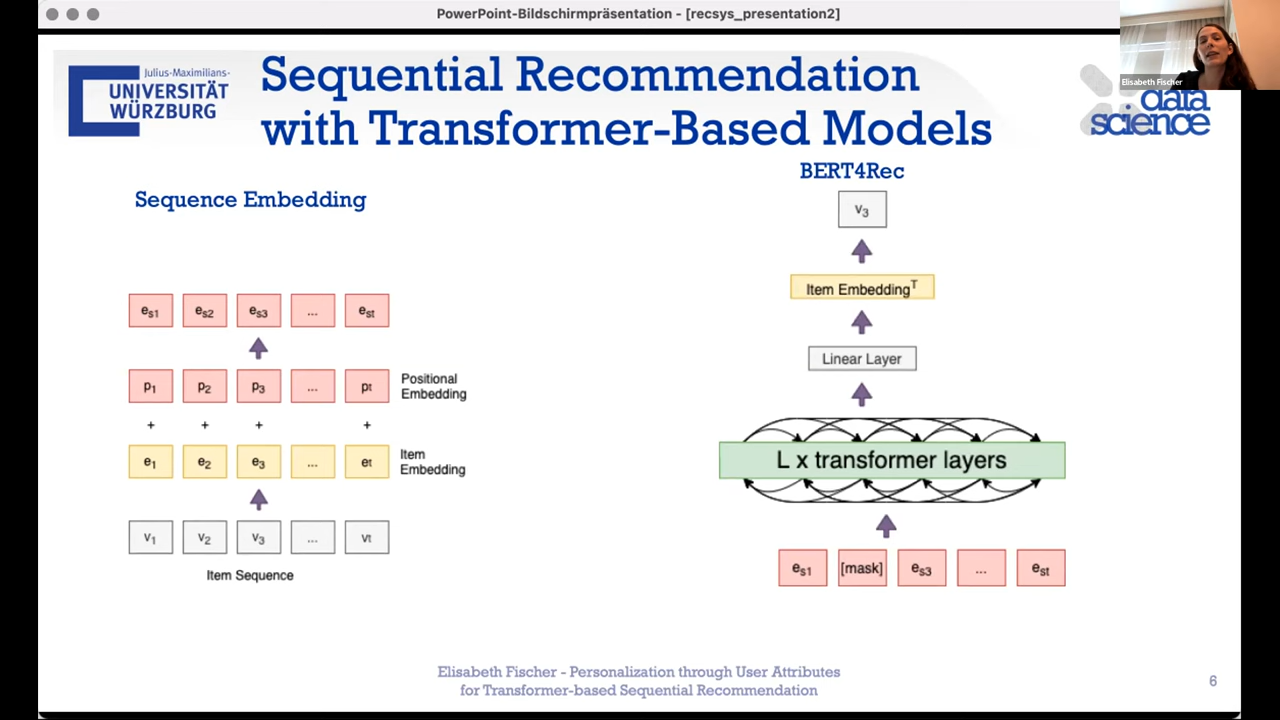 PowerPoint-Bildschirmpräsentation - [recsys_presentation2]
Elisabeth Fischer
Julius-Maximilians-
UNIVERSITÄT
WÜRZBURG
Sequential Recommendation
with Transformer-Based Models
data
science
Sequence Embedding
es1 es2 es3 ... est
p1 p2 p3 ... pt
Positional
Embedding
+ + + +
e1 e2 e3 ... et
Item
Embedding
v1 v2 v3 ... vt
Item Sequence
BERT4Rec
v3
Item EmbeddingT
Linear Layer
L x transformer layers
es1 [mask] es3 ... est
Elisabeth Fischer - Personalization through User Attributes
for Transformer-based Sequential Recommendation
6